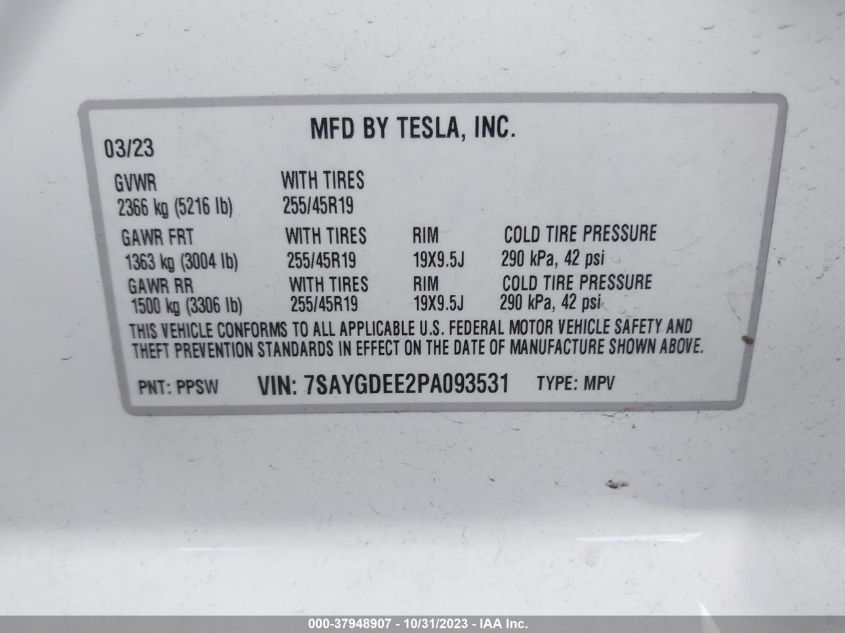 MFD BY TESLA, INC.
03/23
GVWR WITH TIRES
2366 kg (5216 lb) 255/45R19
GAWR FRT WITH TIRES RIM COLD TIRE PRESSURE
1363 kg (3004 lb) 255/45R19 19X9.5J 290 kPa, 42 psi
GAWR RR WITH TIRES RIM COLD TIRE PRESSURE
1500 kg (3306 lb) 255/45R19 19X9.5J 290 kPa, 42 psi
THIS VEHICLE CONFORMS TO ALL APPLICABLE U.S. FEDERAL MOTOR VEHICLE SAFETY AND
THEFT PREVENTION STANDARDS IN EFFECT ON THE DATE OF MANUFACTURE SHOWN ABOVE.
PNT: PPSW VIN: 7SAYGDEE2PA093531 TYPE: MPV
000-37948907 - 10/31/2023 - IAA Inc.